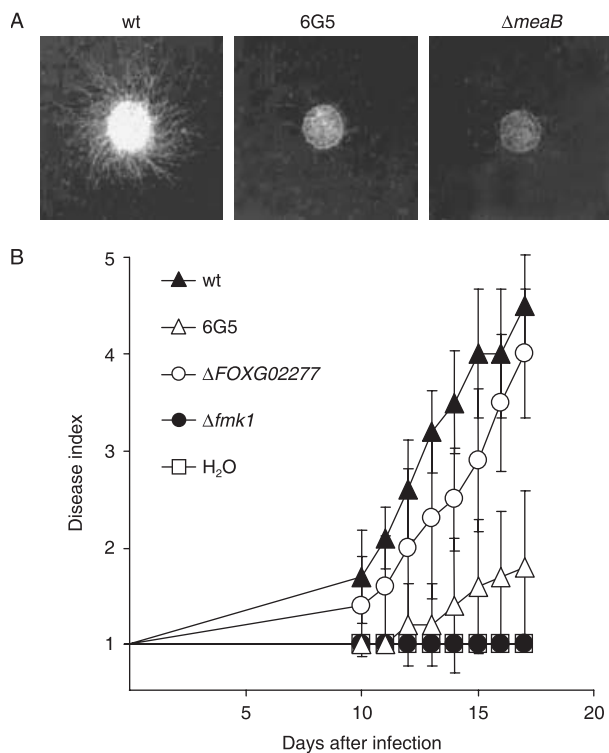 A
wt 6G5 ΔmeaB
B
5
4
3
2
1
wt
6G5
ΔFOXG02277
Δfmk1
H₂O
Disease index
5 10 15 20
Days after infection